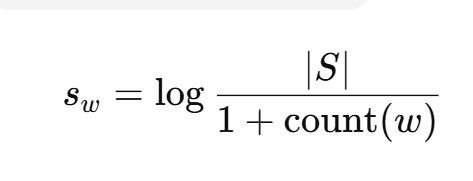 s_w = log |S| / (1 + count(w))